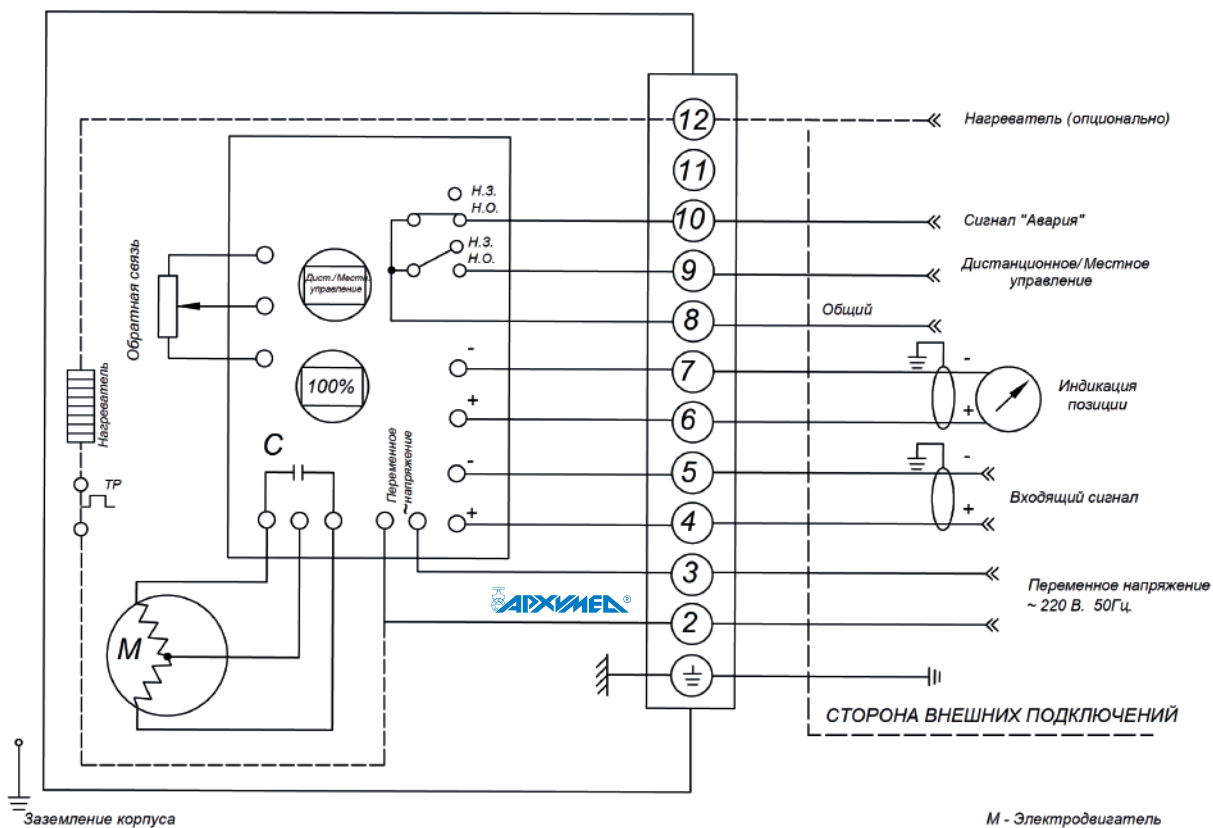 12
Нагреватель (опционально)
11
Н.З.
Н.О.
10
Сигнал "Авария"
Н.З.
Н.О.
9
Дистанционное/Местное
управление
Дист./Местн.
управление
Обратная связь
8
Общий
-
7
-
100%
Индикация
позиции
Нагреватель
+
6
+
C
Переменное
напряжение
~
-
5
-
ТР
Входящий сигнал
+
4
+
3
Переменное напряжение
~ 220 В. 50Гц.
АРХИМЕД®
2
М
СТОРОНА ВНЕШНИХ ПОДКЛЮЧЕНИЙ
Заземление корпуса
М - Электродвигатель